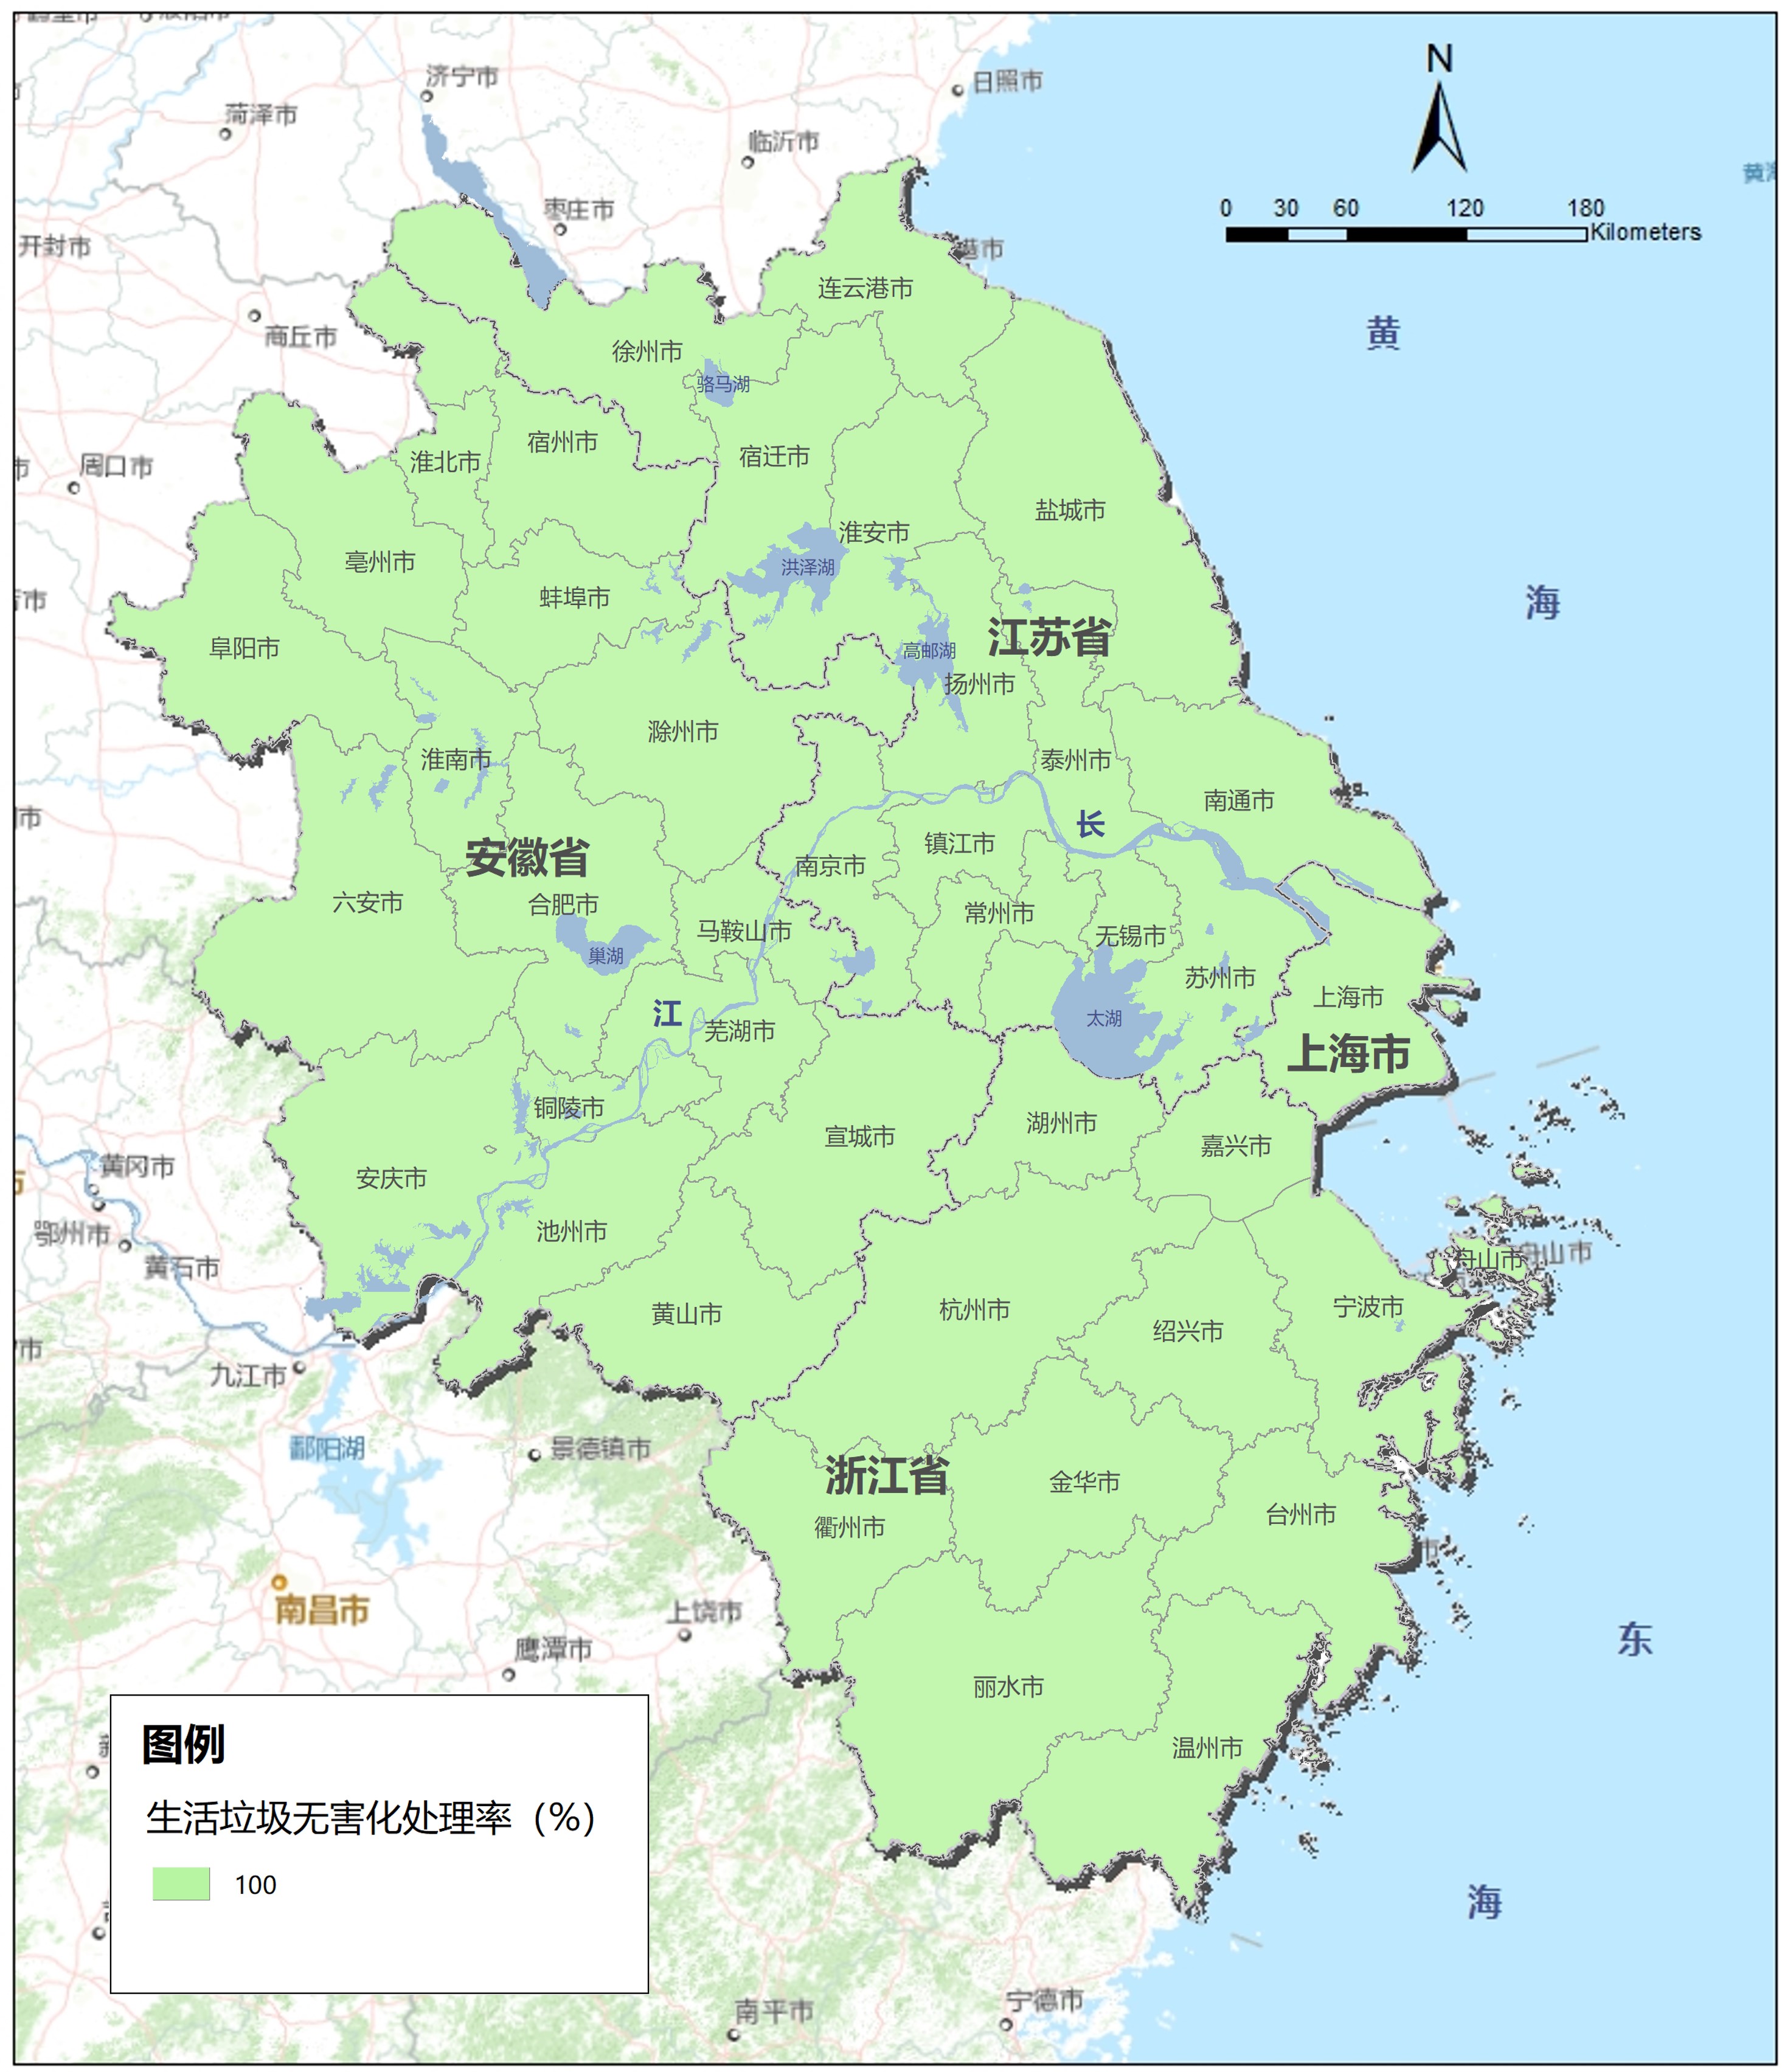 济宁市
日照市
菏泽市
临沂市
枣庄市
开封市
港市
商丘市
周口市
N
0 30 60 120 180
Kilometers
黄
海
连云港市
徐州市
骆马湖
宿州市
淮北市
宿迁市
盐城市
淮安市
亳州市
洪泽湖
蚌埠市
阜阳市
江苏省
高邮湖
扬州市
滁州市
淮南市
泰州市
南通市
长
镇江市
安徽省
南京市
六安市
合肥市
常州市
马鞍山市
无锡市
巢湖
苏州市
上海市
江
太湖
芜湖市
上海市
铜陵市
湖州市
宣城市
嘉兴市
黄冈市
安庆市
鄂州市
池州市
黄石市
舟山市
舟山市
黄山市
杭州市
宁波市
绍兴市
九江市
鄱阳湖
景德镇市
浙江省
金华市
台州市
衢州市
市
南昌市
上饶市
鹰潭市
东
海
丽水市
温州市
图例
生活垃圾无害化处理率（%）
100
南平市
宁德市